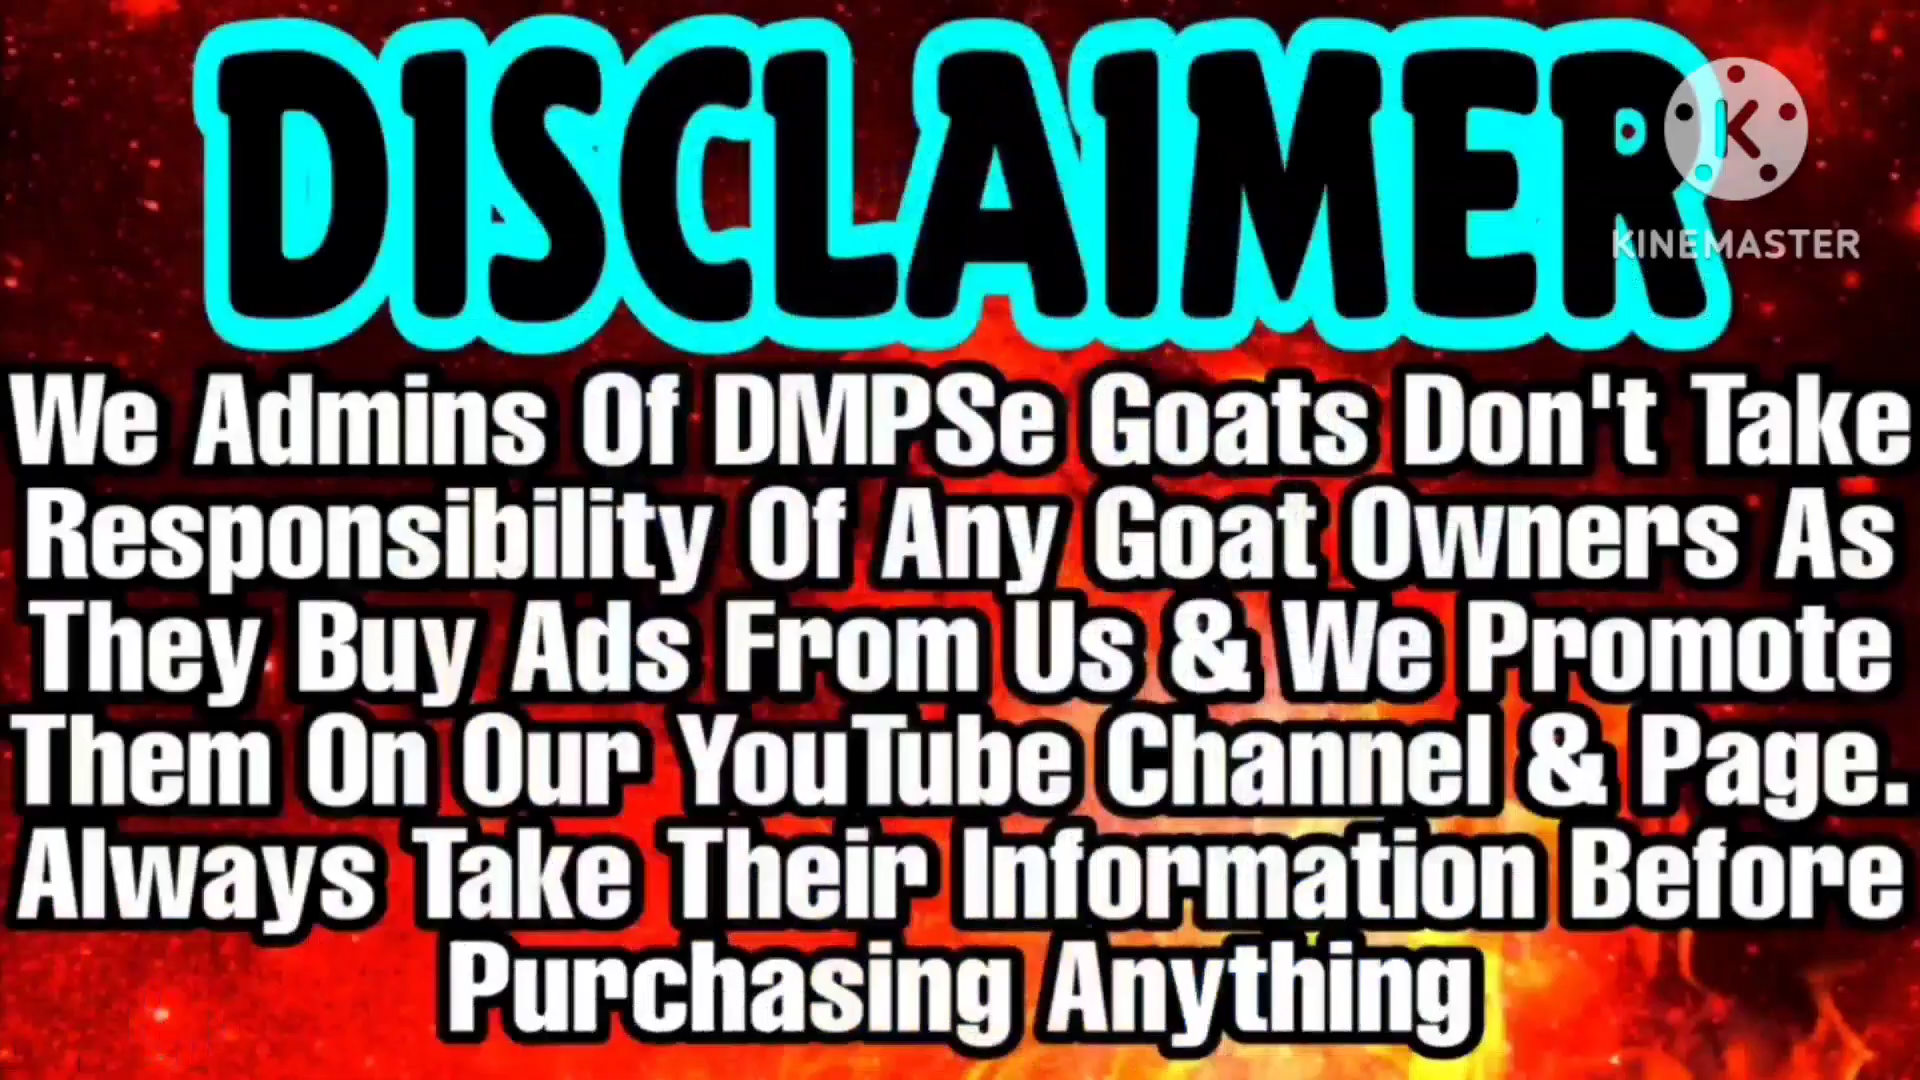 DISCLAIMER
KINEMASTER
We Admins Of DMPSe Goats Don't Take
Responsibility Of Any Goat Owners As
They Buy Ads From Us & We Promote
Them On Our YouTube Channel & Page.
Always Take Their Information Before
Purchasing Anything